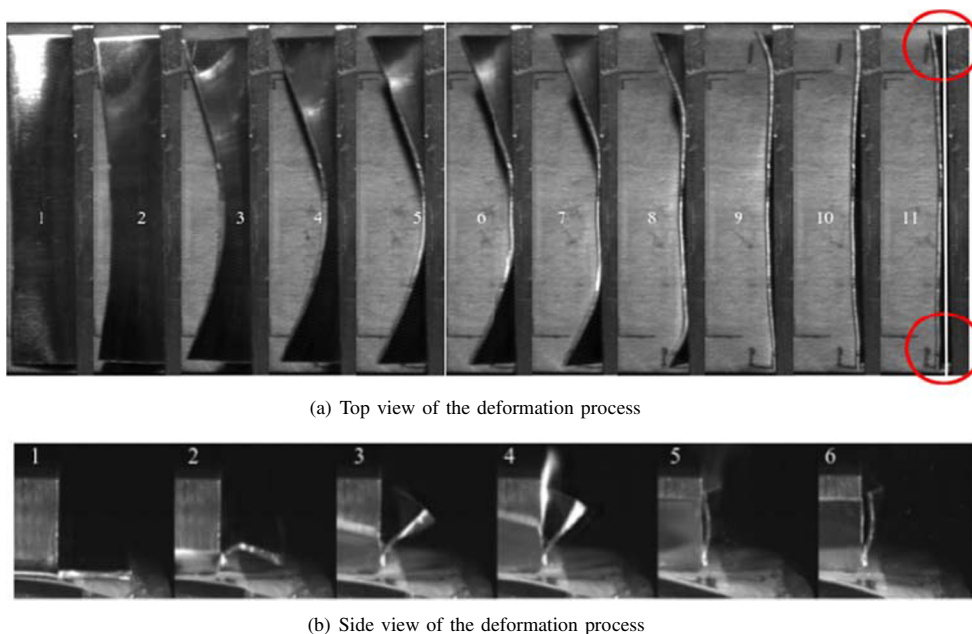 1 2 3 4 5 6 7 8 9 10 11
(a) Top view of the deformation process
1 2 3 4 5 6
(b) Side view of the deformation process